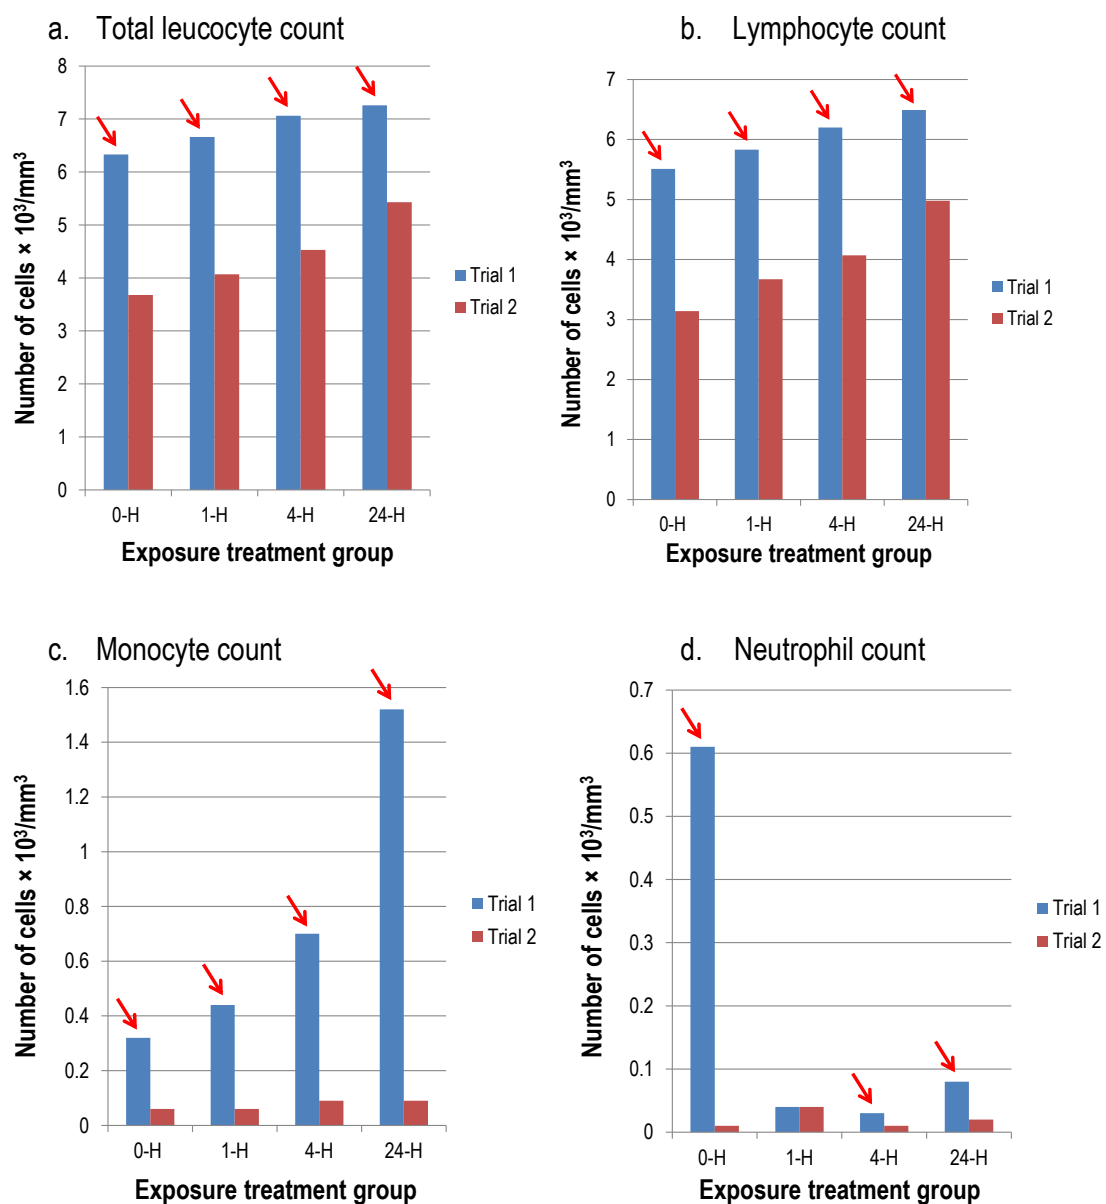 a. Total leucocyte count
8
7
6
5
4
3
2
1
0
Number of cells × 10³/mm³
0-H 1-H 4-H 24-H
Exposure treatment group
Trial 1
Trial 2
b. Lymphocyte count
7
6
5
4
3
2
1
0
Number of cells × 10³/mm³
0-H 1-H 4-H 24-H
Exposure treatment group
Trial 1
Trial 2
c. Monocyte count
1.6
1.4
1.2
1
0.8
0.6
0.4
0.2
0
Number of cells × 10³/mm³
0-H 1-H 4-H 24-H
Exposure treatment group
Trial 1
Trial 2
d. Neutrophil count
0.7
0.6
0.5
0.4
0.3
0.2
0.1
0
Number of cells × 10³/mm³
0-H 1-H 4-H 24-H
Exposure treatment group
Trial 1
Trial 2